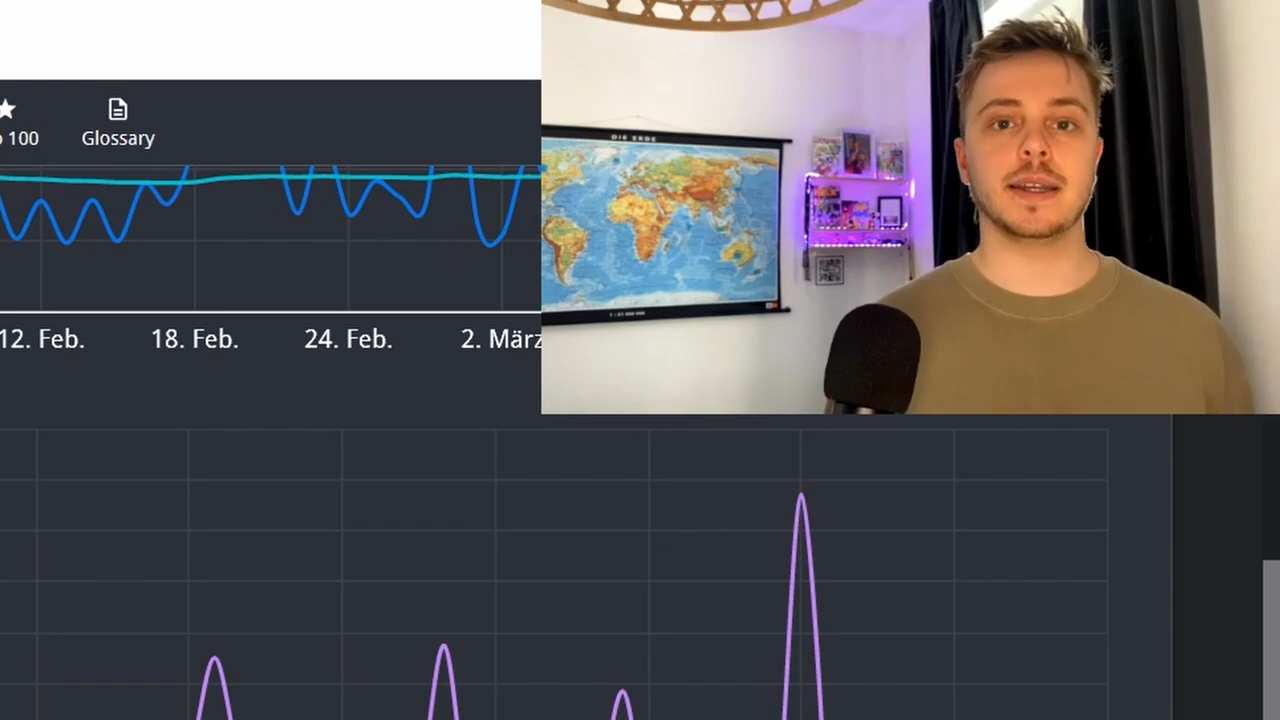 o 100
Glossary
12. Feb.
18. Feb.
24. Feb.
2. März
DIE ERDE